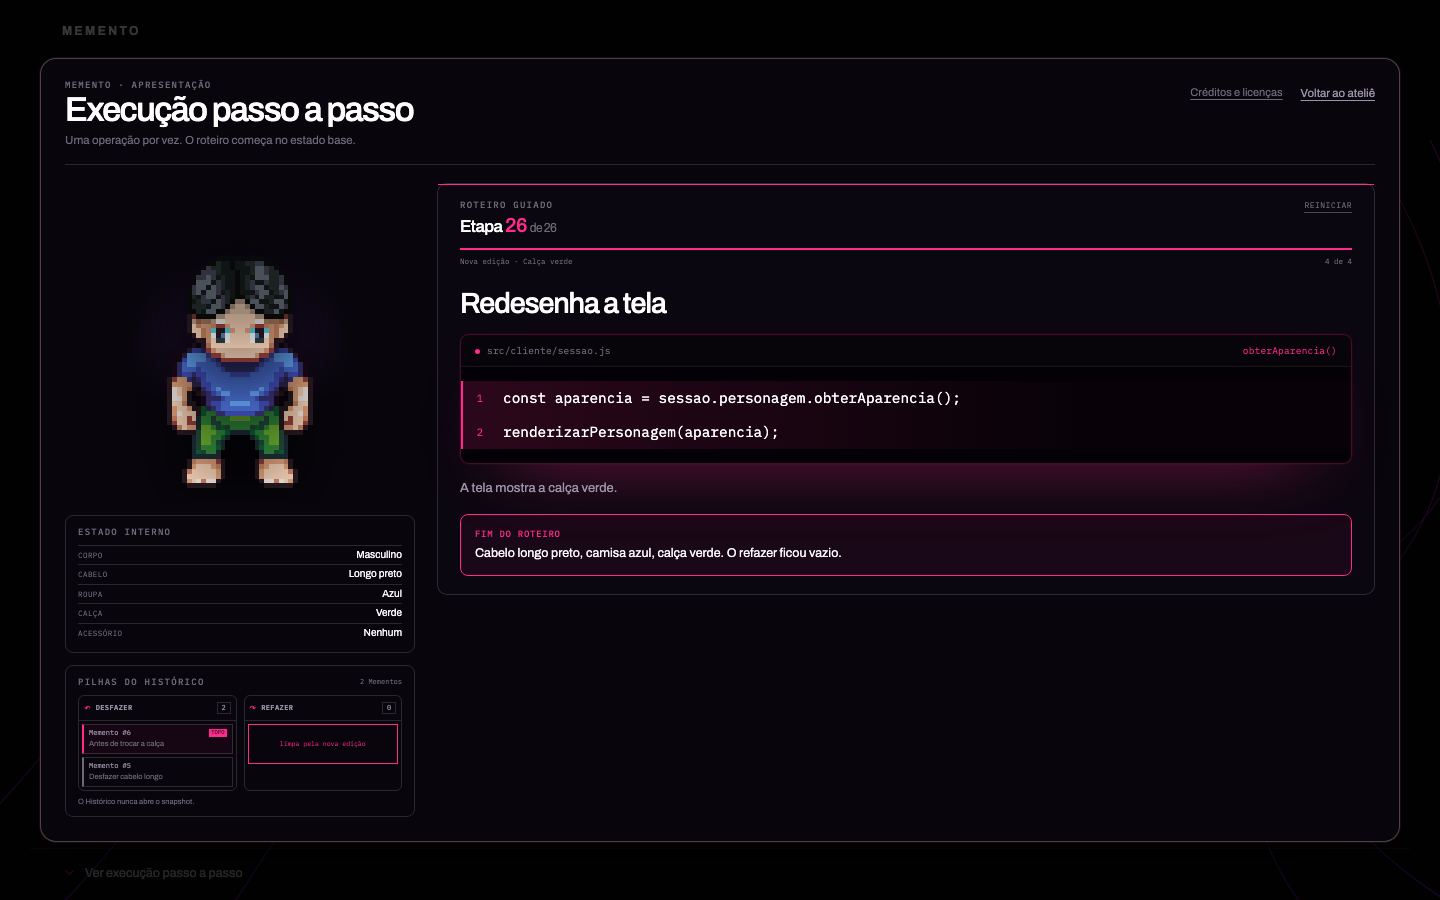 MEMENTO
MEMENTO · APRESENTAÇÃO
Execução passo a passo
Uma operação por vez. O roteiro começa no estado base.
Créditos e licenças
Voltar ao ateliê
ROTEIRO GUIADO
REINICIAR
Etapa 26 de 26
Nova edição · Calça verde
4 de 4
Redesenha a tela
src/cliente/sessao.js
obterAparencia()
1 const aparencia = sessao.personagem.obterAparencia();
2 renderizarPersonagem(aparencia);
A tela mostra a calça verde.
FIM DO ROTEIRO
Cabelo longo preto, camisa azul, calça verde. O refazer ficou vazio.
ESTADO INTERNO
CORPO Masculino
CABELO Longo preto
ROUPA Azul
CALÇA Verde
ACESSÓRIO Nenhum
PILHAS DO HISTÓRICO
2 Mementos
DESFAZER 2
Memento #6 TOPO
Antes de trocar a calça
Memento #5
Desfazer cabelo longo
REFAZER 0
limpa pela nova edição
O Histórico nunca abre o snapshot.
Ver execução passo a passo